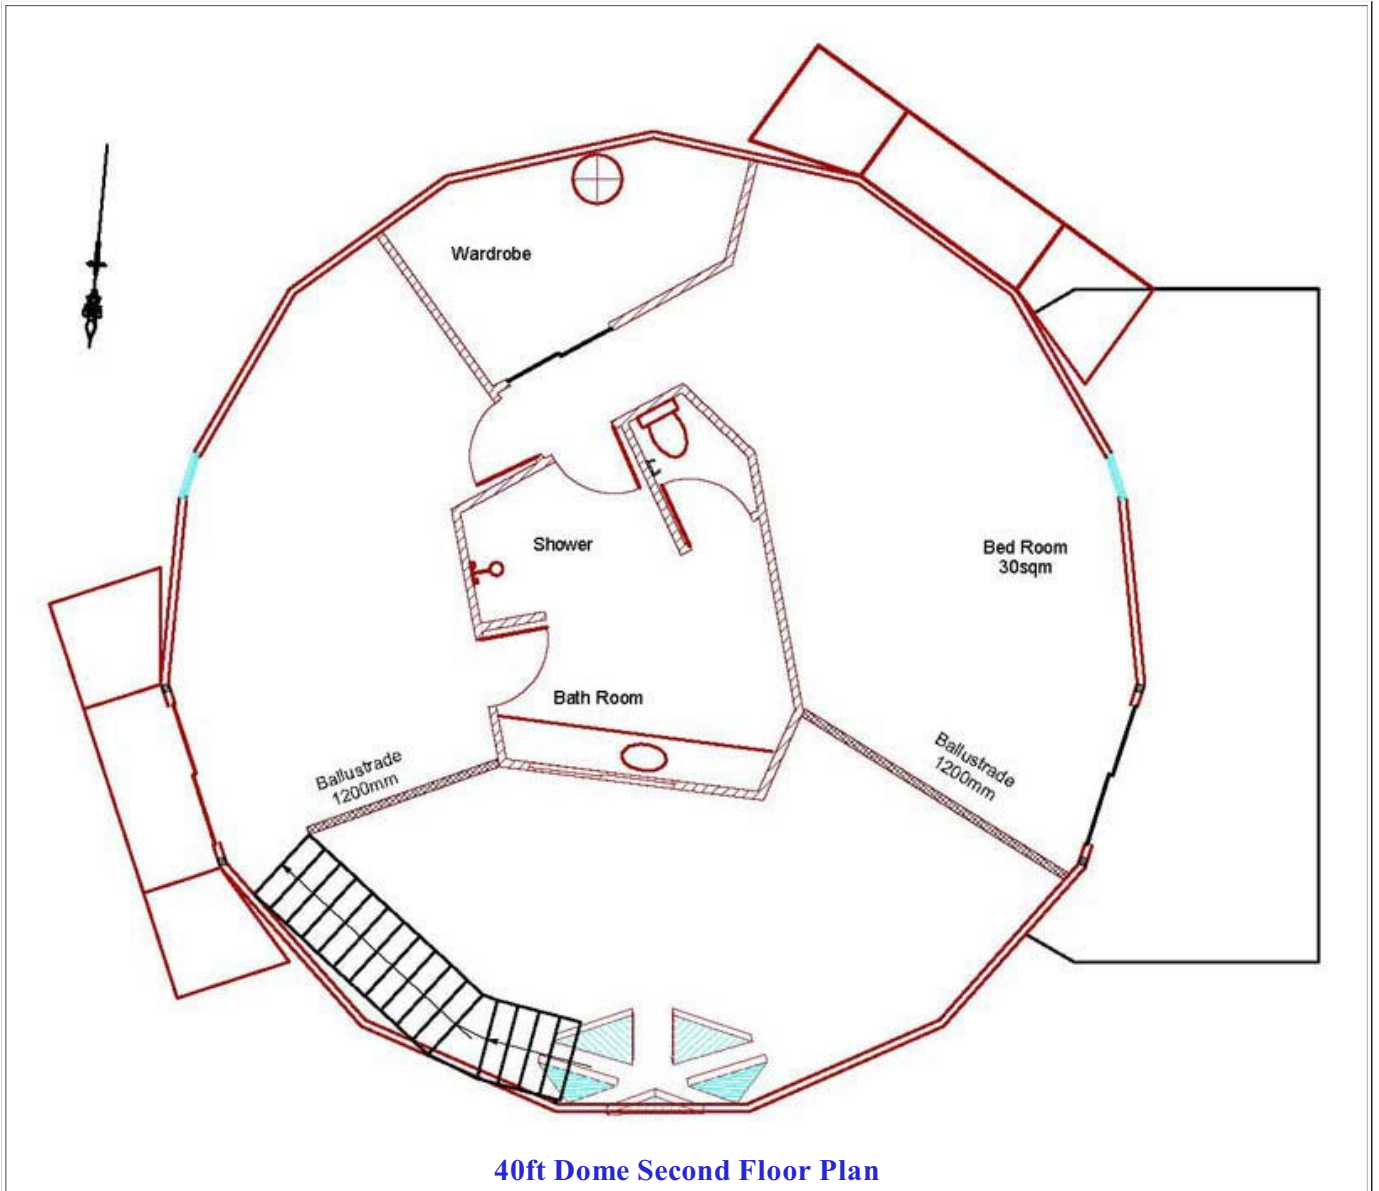 Wardrobe
Shower
Bed Room
30sqm
Bath Room
Ballustrade
1200mm
Ballustrade
1200mm
40ft Dome Second Floor Plan